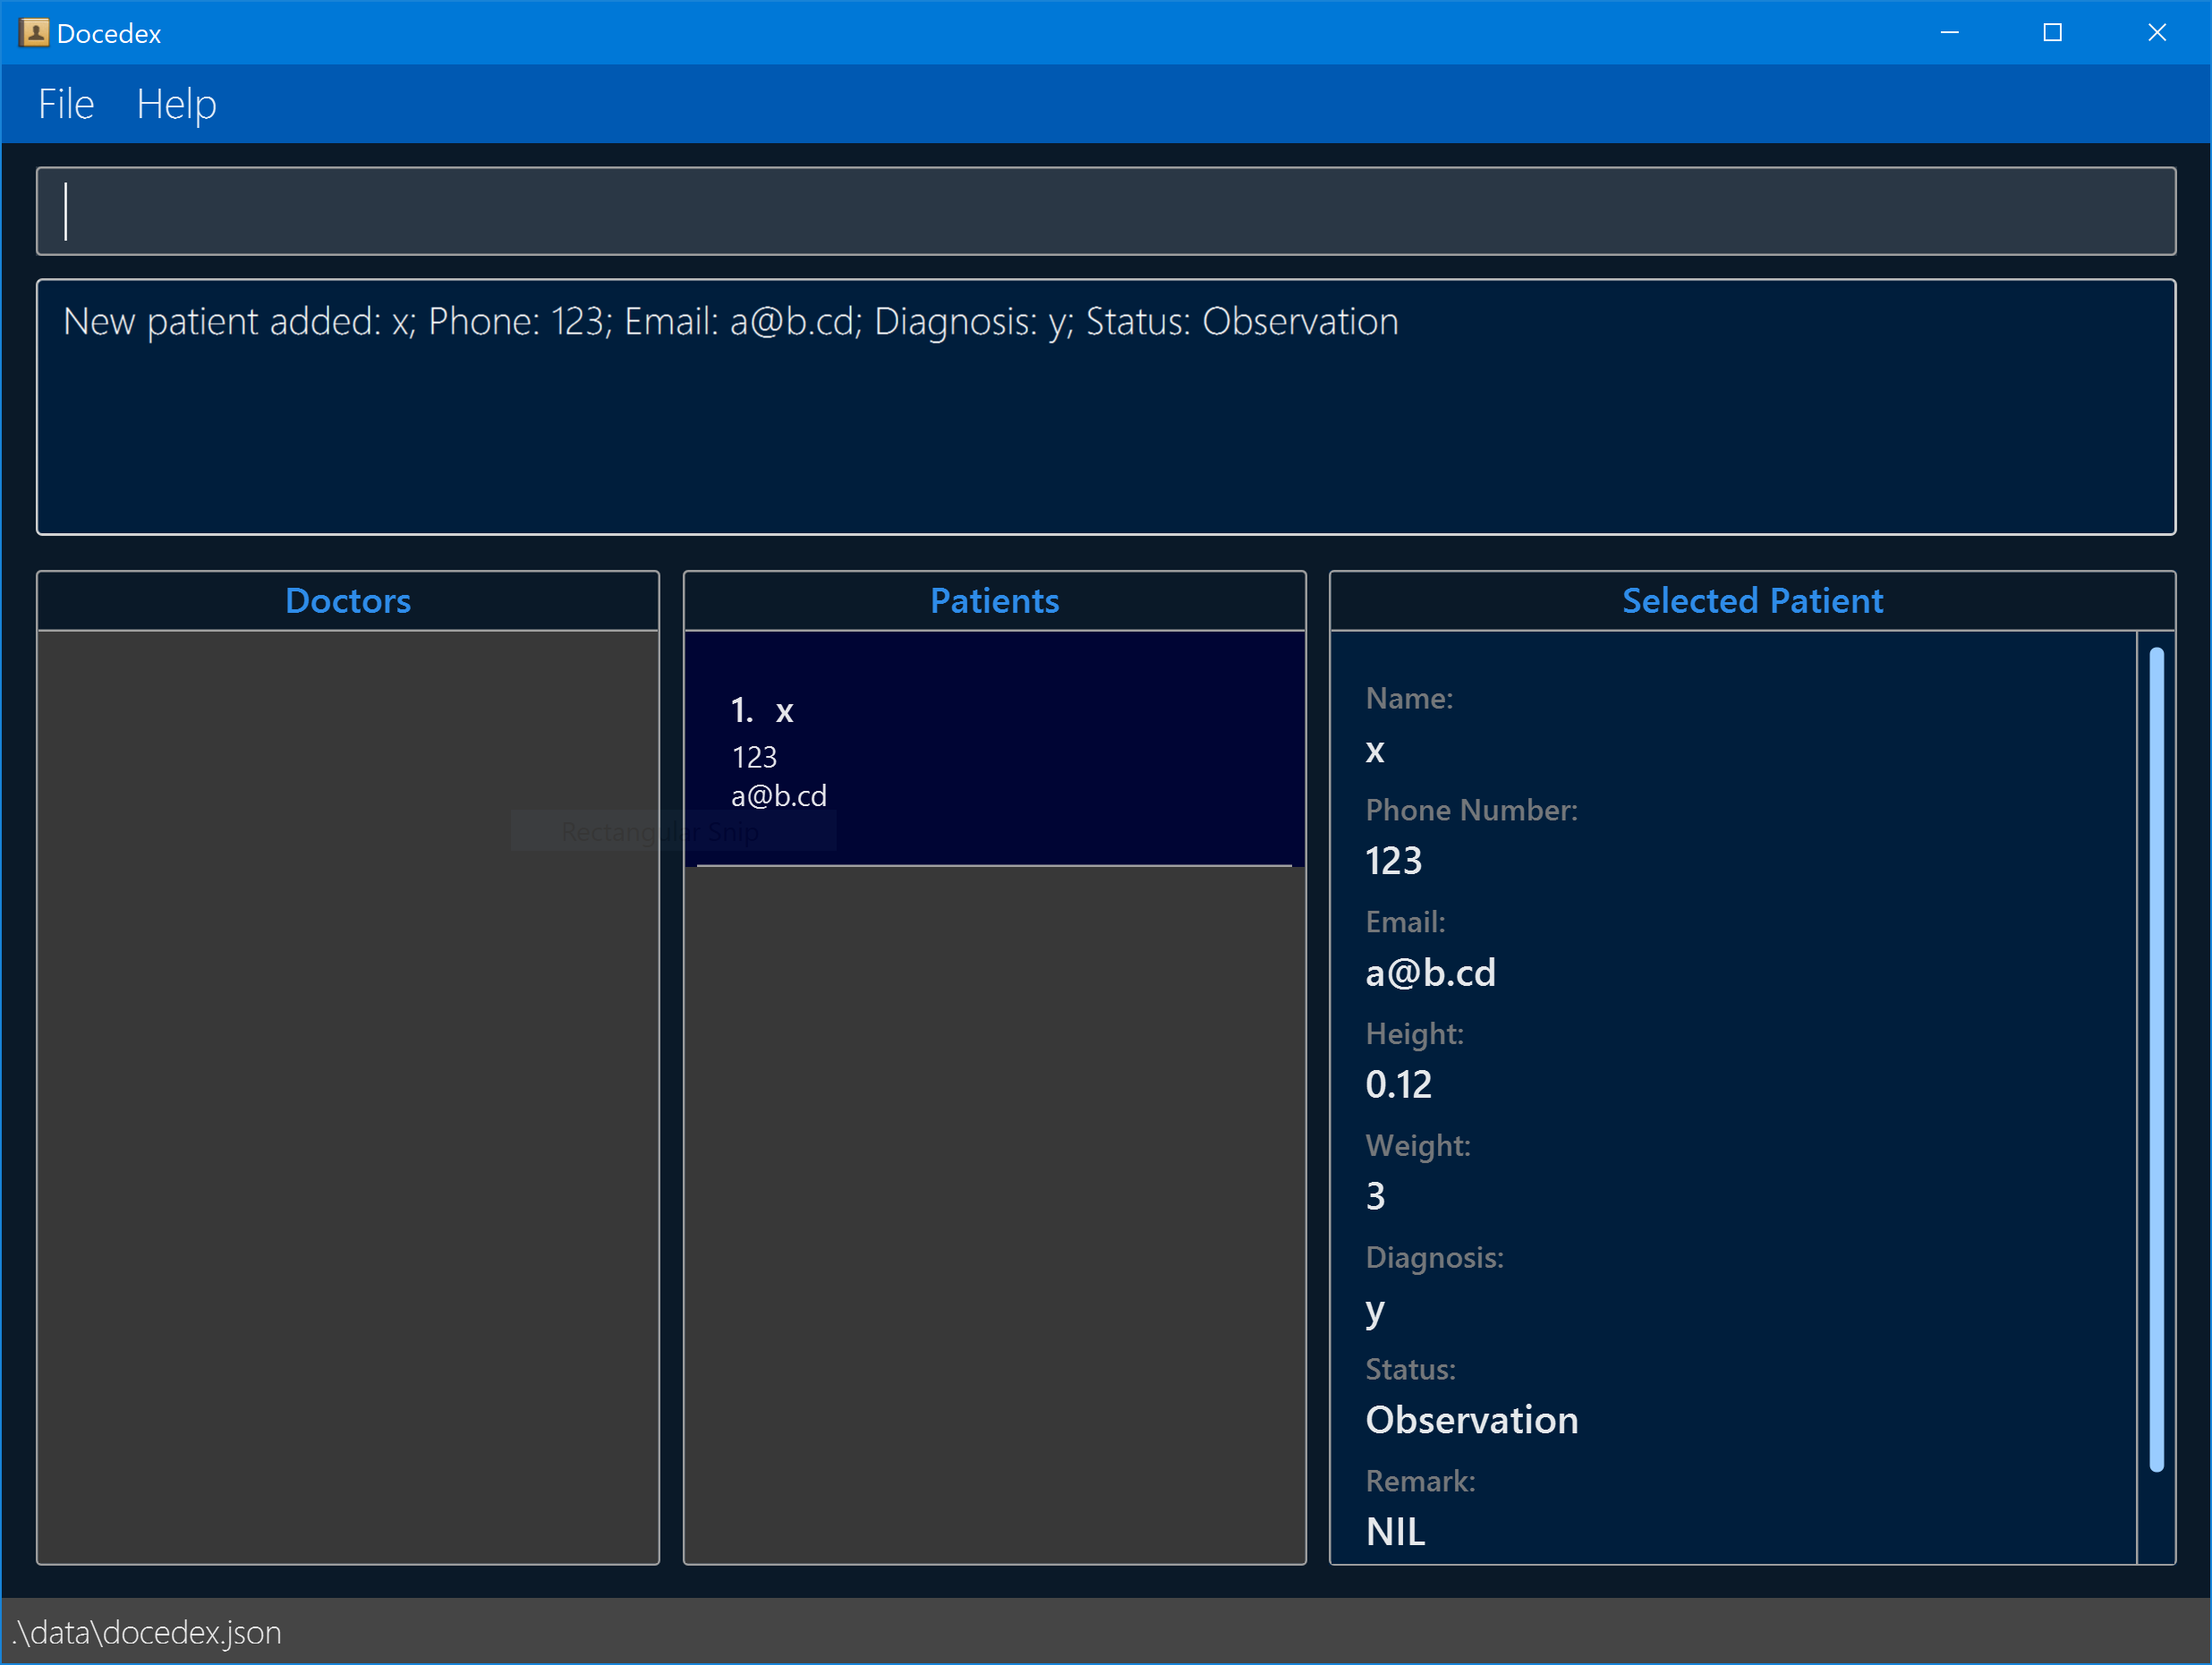 Docedex
File Help
New patient added: x; Phone: 123; Email: a@b.cd; Diagnosis: y; Status: Observation
Doctors
Patients
1. x
123
a@b.cd
Rectangular Snip
Selected Patient
Name:
x
Phone Number:
123
Email:
a@b.cd
Height:
0.12
Weight:
3
Diagnosis:
y
Status:
Observation
Remark:
NIL
.\data\docedex.json